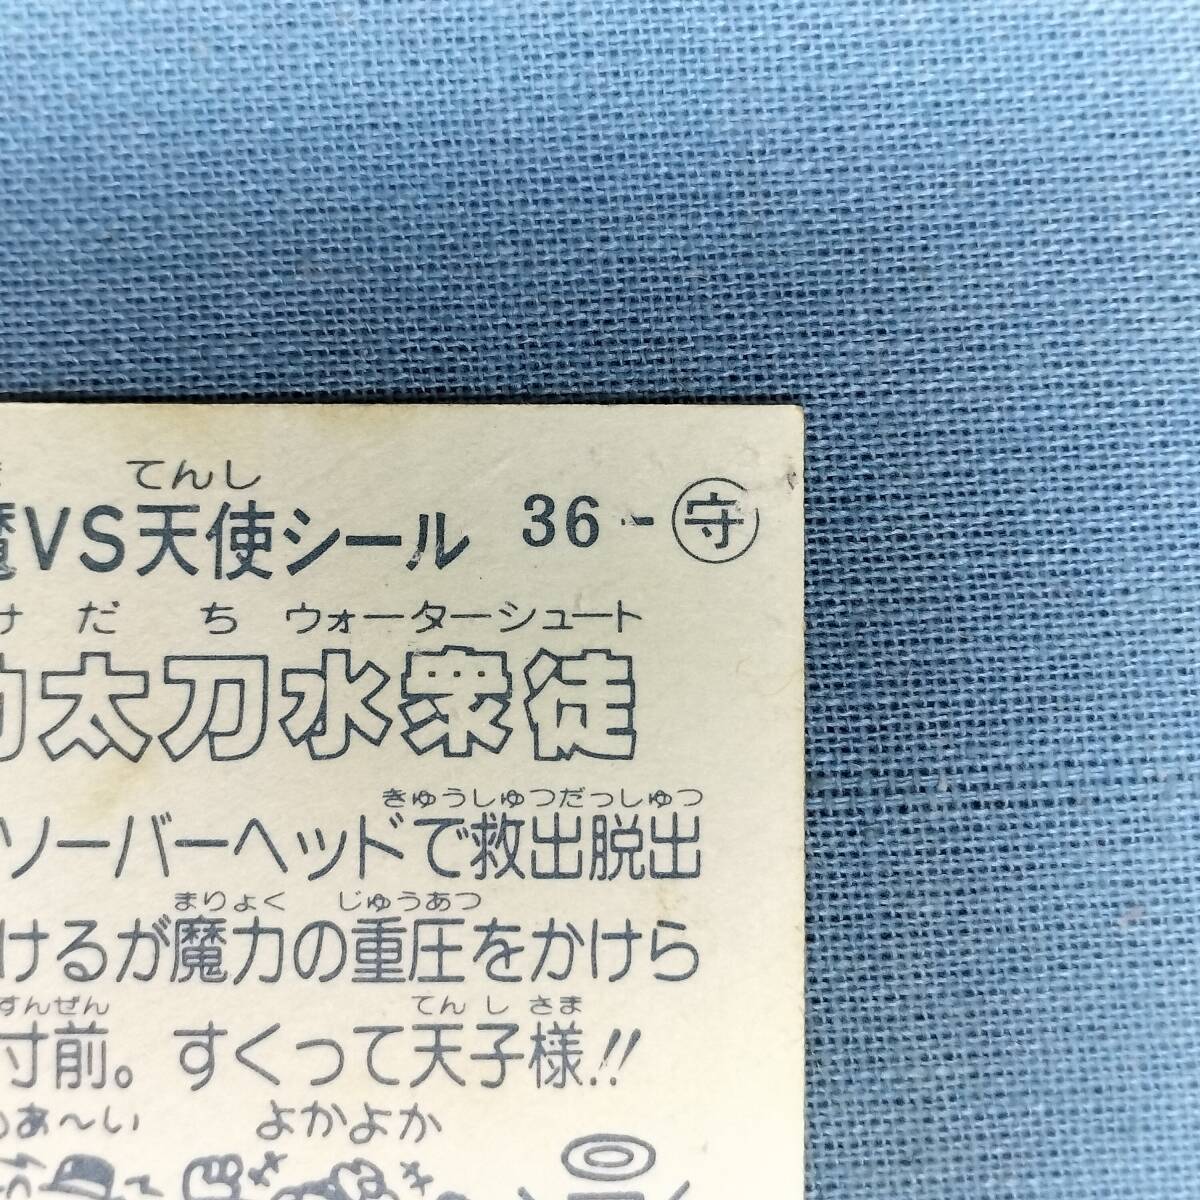 てんし
魔VS天使シール 36-守
けだち ウォーターシュート
助太刀水衆徒
きゅうしゅつだっしゅつ
ソーバーヘッドで救出脱出
まりょく じゅうあつ
けるが魔力の重圧をかけら
すんぜん てんしさま
寸前。すくって天子様!!
あ〜い よかよか